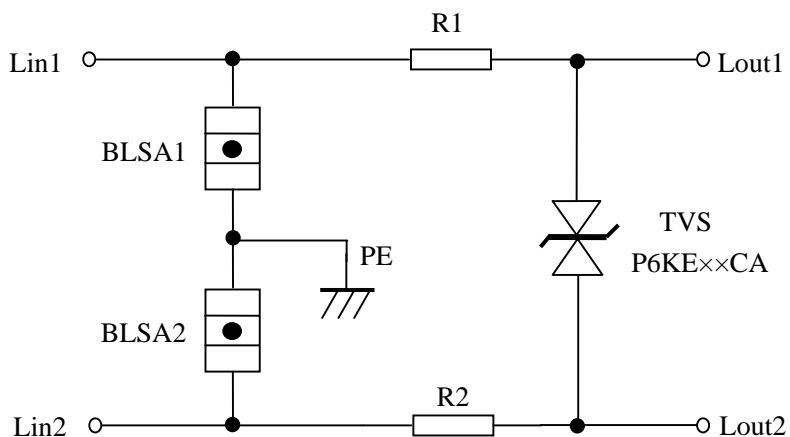 R1
Lin1
Lout1
BLSA1
TVS
PE
P6KE××CA
BLSA2
R2
Lin2
Lout2